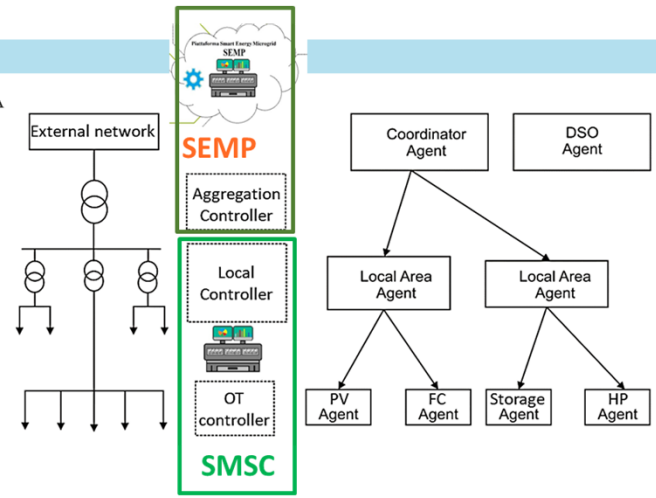 Piattaforma Smart Energy Microgrid
SEMP
External network
SEMP
Aggregation
Controller
Local
Controller
OT
controller
SMSC
Coordinator
Agent
DSO
Agent
Local Area
Agent
Local Area
Agent
PV
Agent
FC
Agent
Storage
Agent
HP
Agent